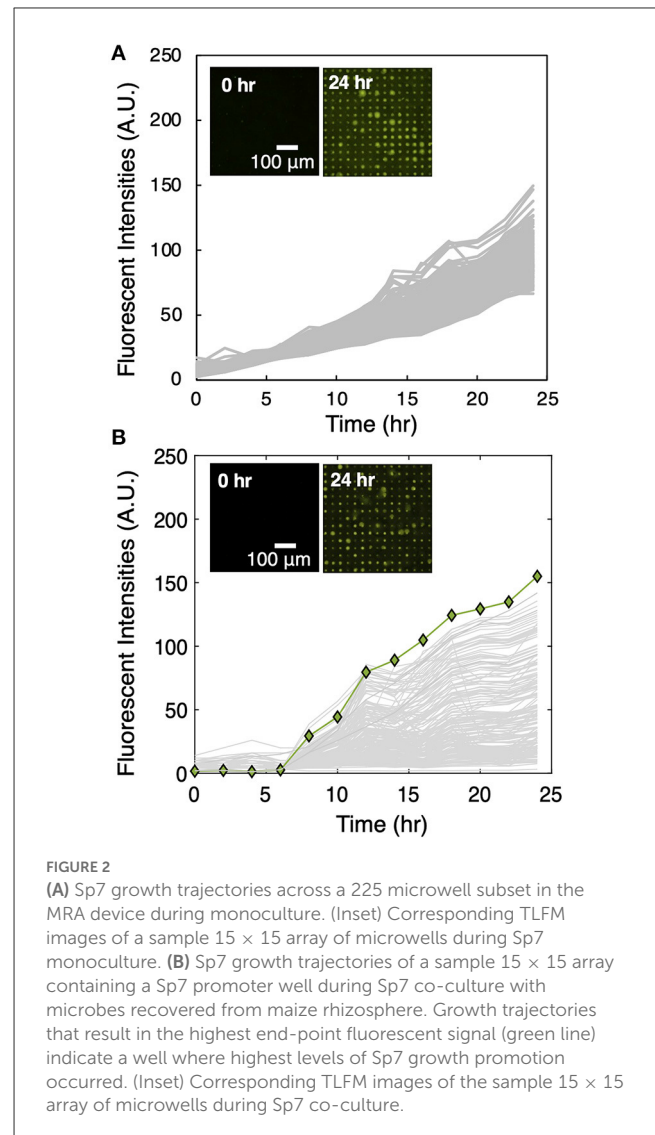 A
Fluorescent Intensities (A.U.)
250
200
150
100
50
0
0 hr
100 μm
24 hr
0 5 10 15 20 25
Time (hr)
B
Fluorescent Intensities (A.U.)
250
200
150
100
50
0
0 hr
100 μm
24 hr
0 5 10 15 20 25
Time (hr)
FIGURE 2
(A) Sp7 growth trajectories across a 225 microwell subset in the
MRA device during monoculture. (Inset) Corresponding TLFM
images of a sample 15 × 15 array of microwells during Sp7
monoculture. (B) Sp7 growth trajectories of a sample 15 × 15 array
containing a Sp7 promoter well during Sp7 co-culture with
microbes recovered from maize rhizosphere. Growth trajectories
that result in the highest end-point fluorescent signal (green line)
indicate a well where highest levels of Sp7 growth promotion
occurred. (Inset) Corresponding TLFM images of the sample 15 × 15
array of microwells during Sp7 co-culture.